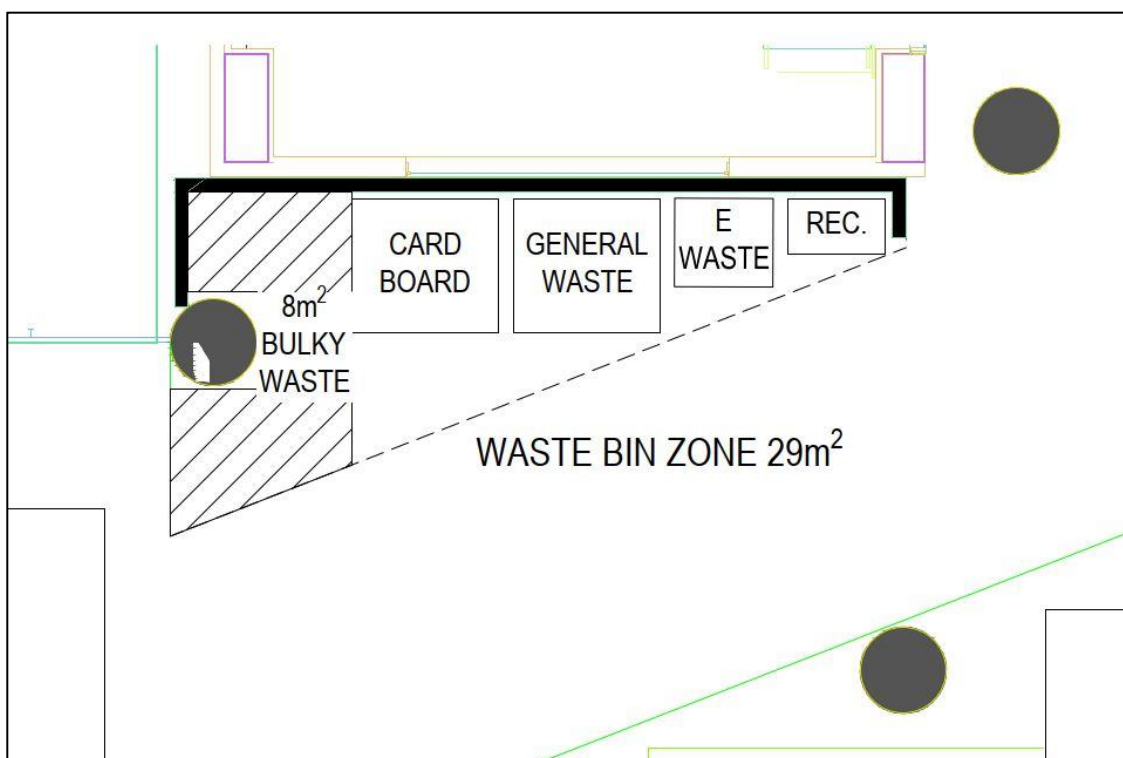 CARD
BOARD
GENERAL
WASTE
E
WASTE
REC.
8m²
BULKY
WASTE
WASTE BIN ZONE 29m²
T